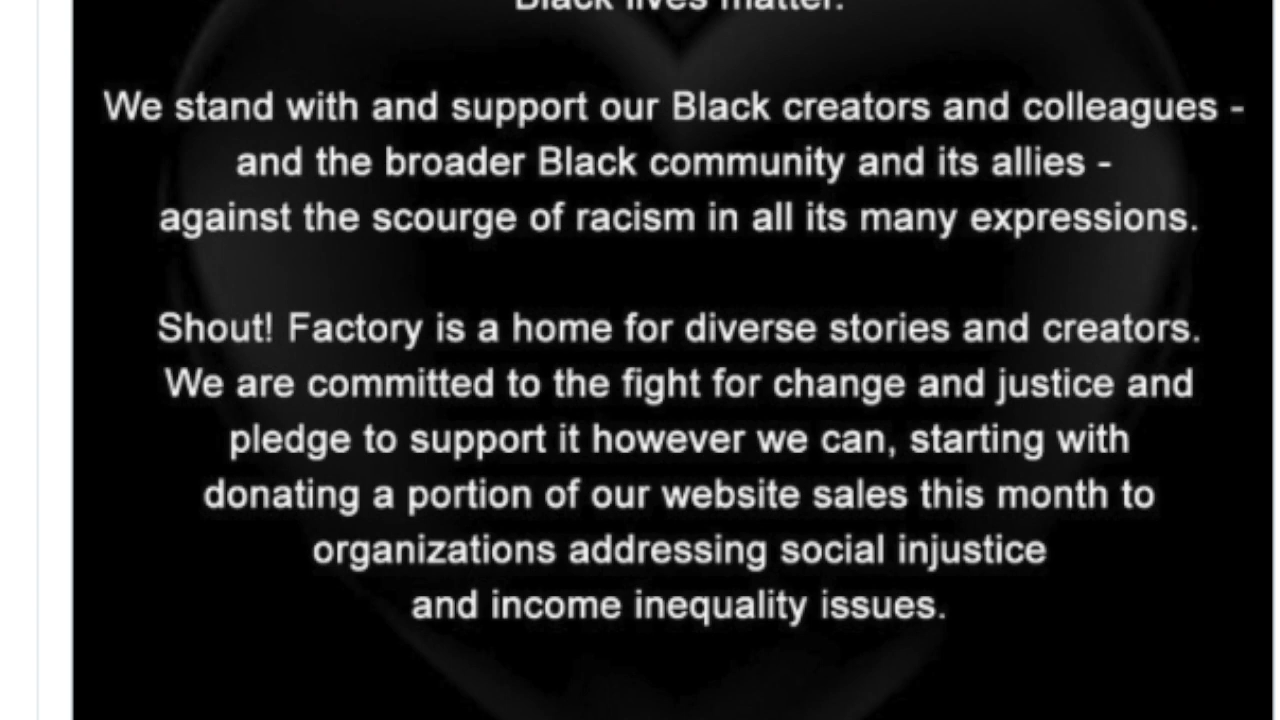 Black lives matter.
We stand with and support our Black creators and colleagues -
and the broader Black community and its allies -
against the scourge of racism in all its many expressions.
Shout! Factory is a home for diverse stories and creators.
We are committed to the fight for change and justice and
pledge to support it however we can, starting with
donating a portion of our website sales this month to
organizations addressing social injustice
and income inequality issues.